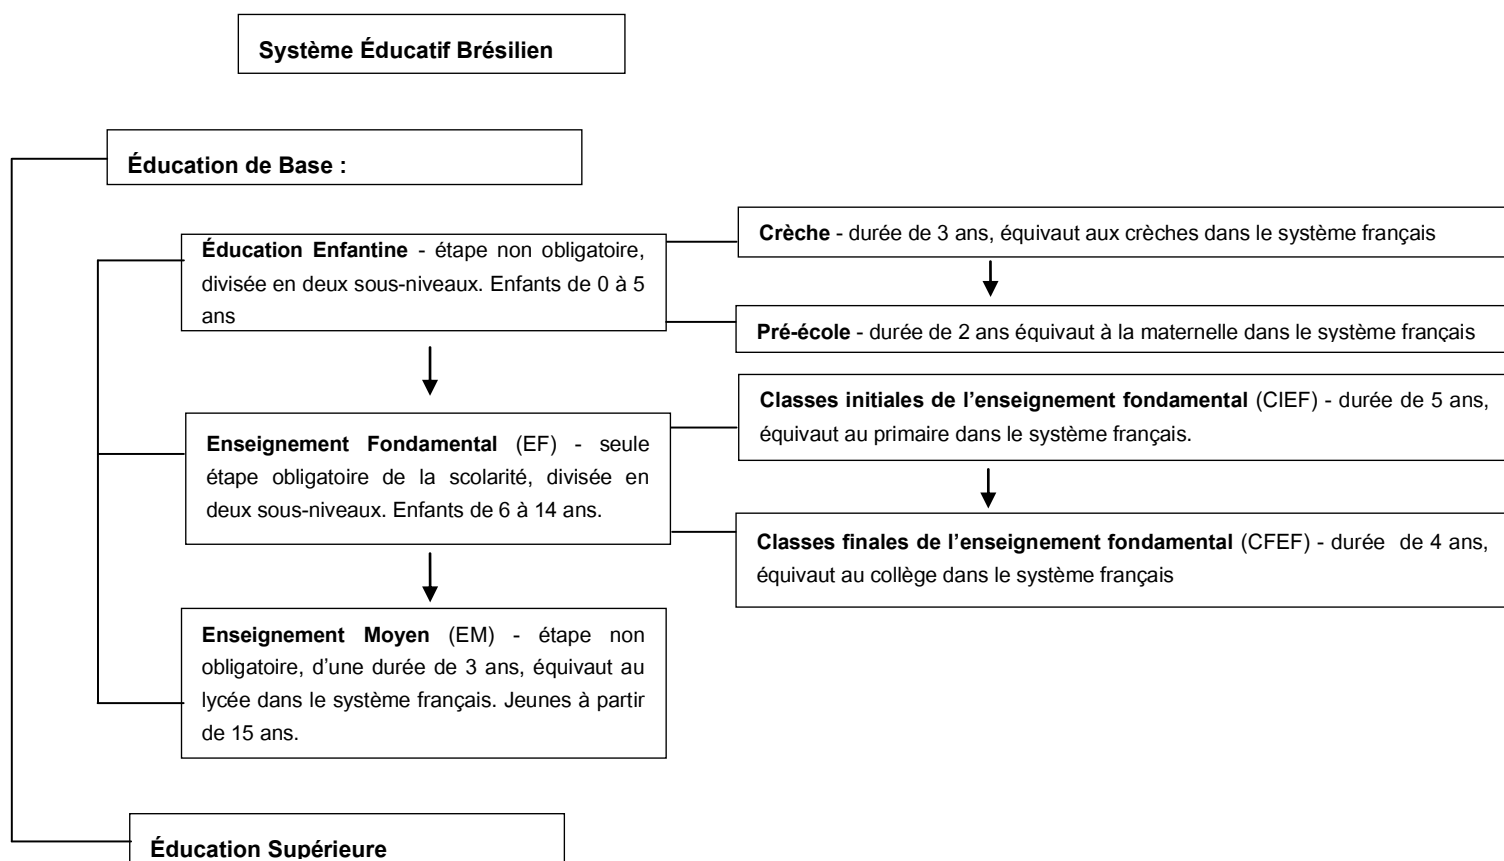 Système Éducatif Brésilien
Éducation de Base :
Éducation Enfantine - étape non obligatoire,
divisée en deux sous-niveaux. Enfants de 0 à 5
ans
Crèche - durée de 3 ans, équivaut aux crèches dans le système français
Pré-école - durée de 2 ans équivaut à la maternelle dans le système français
Enseignement Fondamental (EF) - seule
étape obligatoire de la scolarité, divisée en
deux sous-niveaux. Enfants de 6 à 14 ans.
Classes initiales de l’enseignement fondamental (CIEF) - durée de 5 ans,
équivaut au primaire dans le système français.
Classes finales de l’enseignement fondamental (CFEF) - durée de 4 ans,
équivaut au collège dans le système français
Enseignement Moyen (EM) - étape non
obligatoire, d’une durée de 3 ans, équivaut au
lycée dans le système français. Jeunes à partir
de 15 ans.
Éducation Supérieure